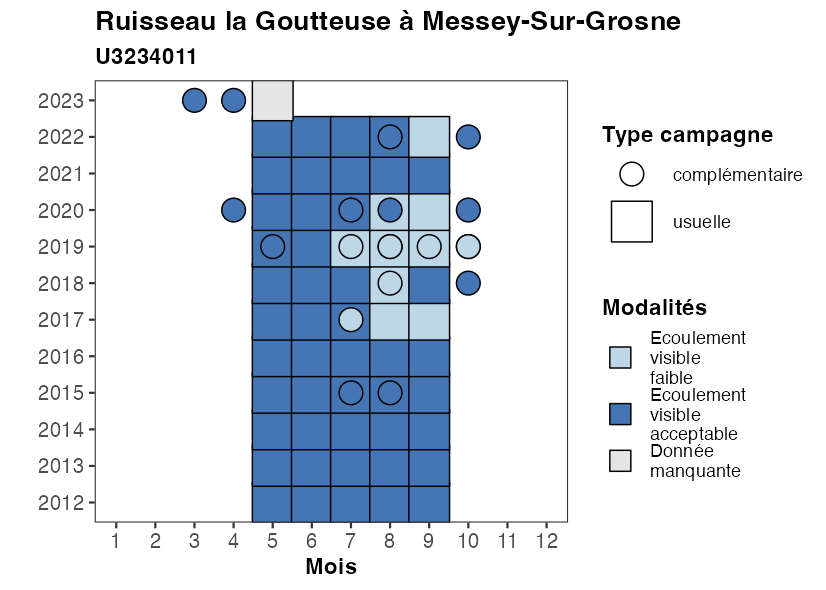 Ruisseau la Goutteuse à Messey-Sur-Grosne
U3234011
2023
2022
2021
2020
2019
2018
2017
2016
2015
2014
2013
2012
1 2 3 4 5 6 7 8 9 10 11 12
Mois
Type campagne
complémentaire
usuelle
Modalités
Ecoulement
visible
faible
Ecoulement
visible
acceptable
Donnée
manquante